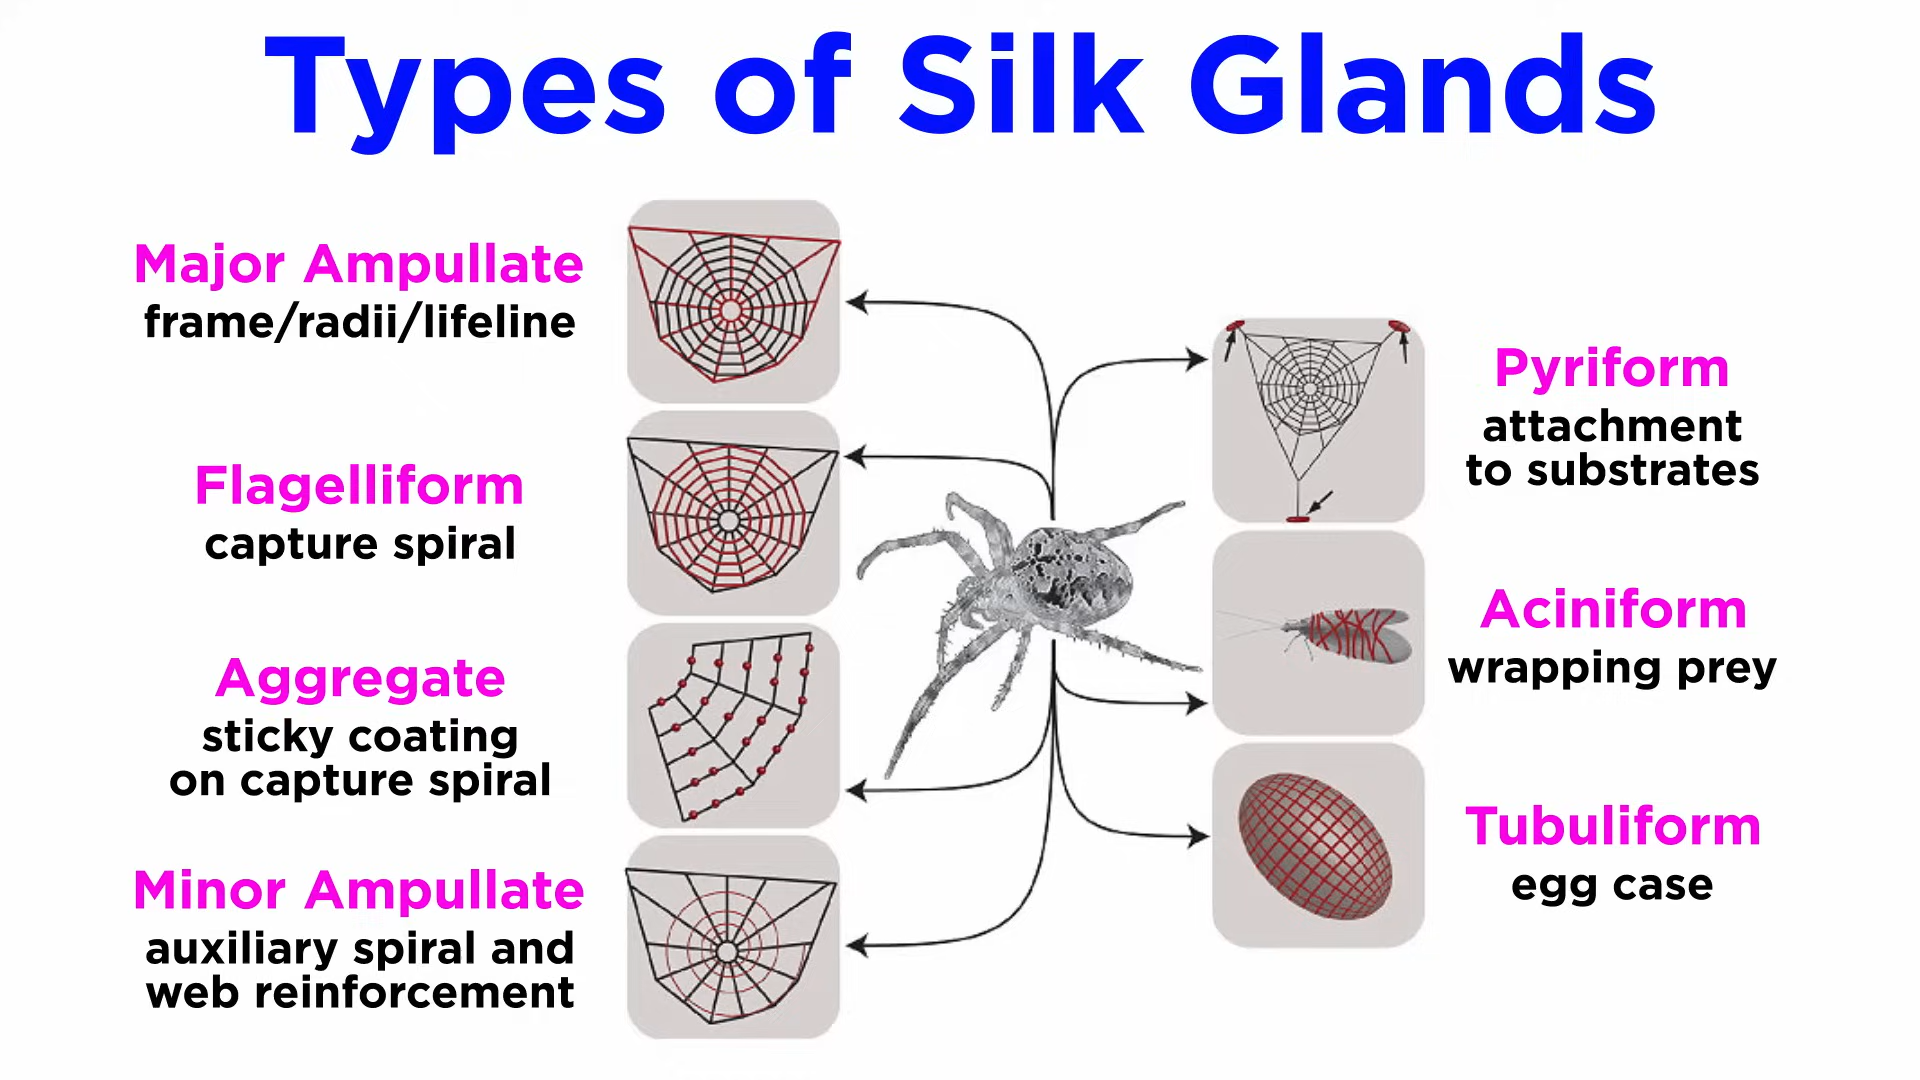 Types of Silk Glands
Major Ampullate
frame/radii/lifeline
Flagelliform
capture spiral
Aggregate
sticky coating
on capture spiral
Minor Ampullate
auxiliary spiral and
web reinforcement
Pyriform
attachment
to substrates
Aciniform
wrapping prey
Tubuliform
egg case